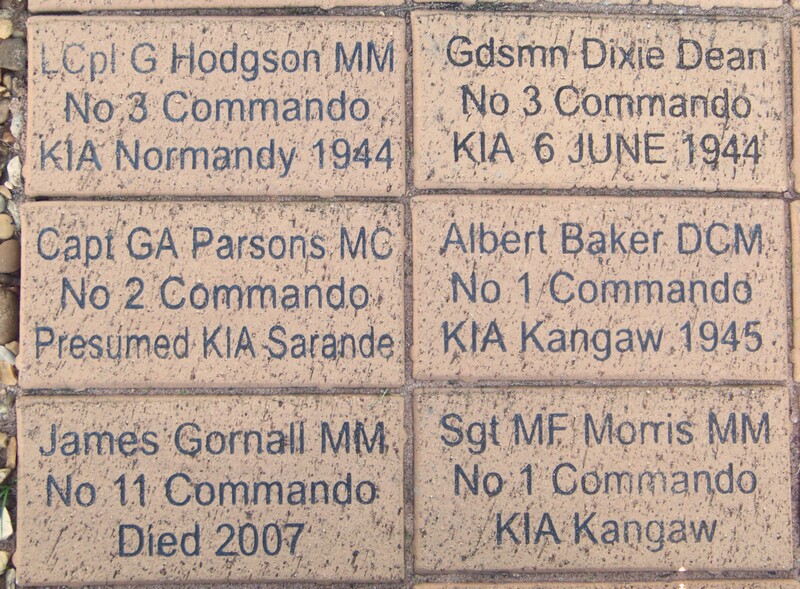 LCpl G Hodgson MM
No 3 Commando
KIA Normandy 1944
Gdsmn Dixie Dean
No 3 Commando
KIA 6 JUNE 1944
Capt GA Parsons MC
No 2 Commando
Presumed KIA Sarande
Albert Baker DCM
No 1 Commando
KIA Kangaw 1945
James Gornall MM
No 11 Commando
Died 2007
Sgt MF Morris MM
No 1 Commando
KIA Kangaw